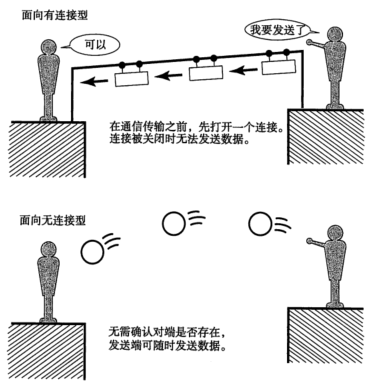 面向有连接型
可以
我要发送了
在通信传输之前，先打开一个连接。
连接被关闭时无法发送数据。
面向无连接型
无需确认对端是否存在，
发送端可随时发送数据。